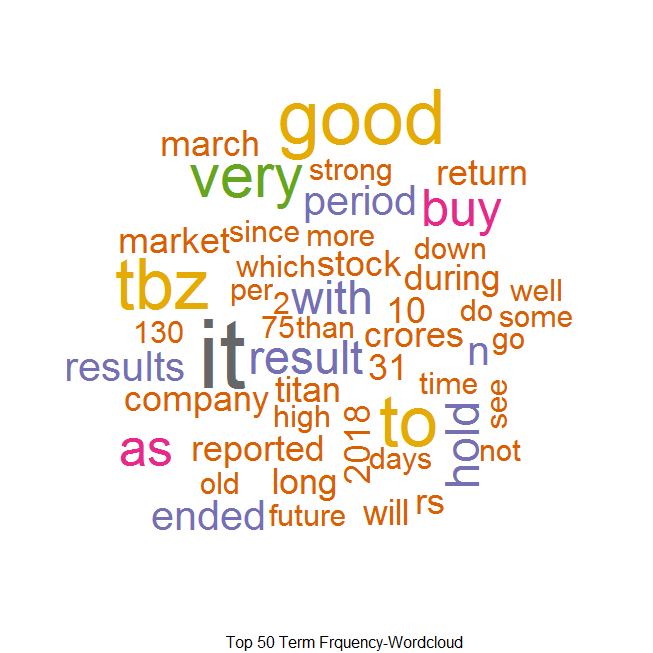 good
march
very
strong
return
period
buy
market
since
more
down
which
stock
tbz
per
during
well
2
with
10
do
some
130
75
than
crores
n
go
it
results
result
31
titan
time
see
company
high
2018
to
hold
as
reported
days
not
old
long
ended
future
will
rs
Top 50 Term Frquency-Wordcloud